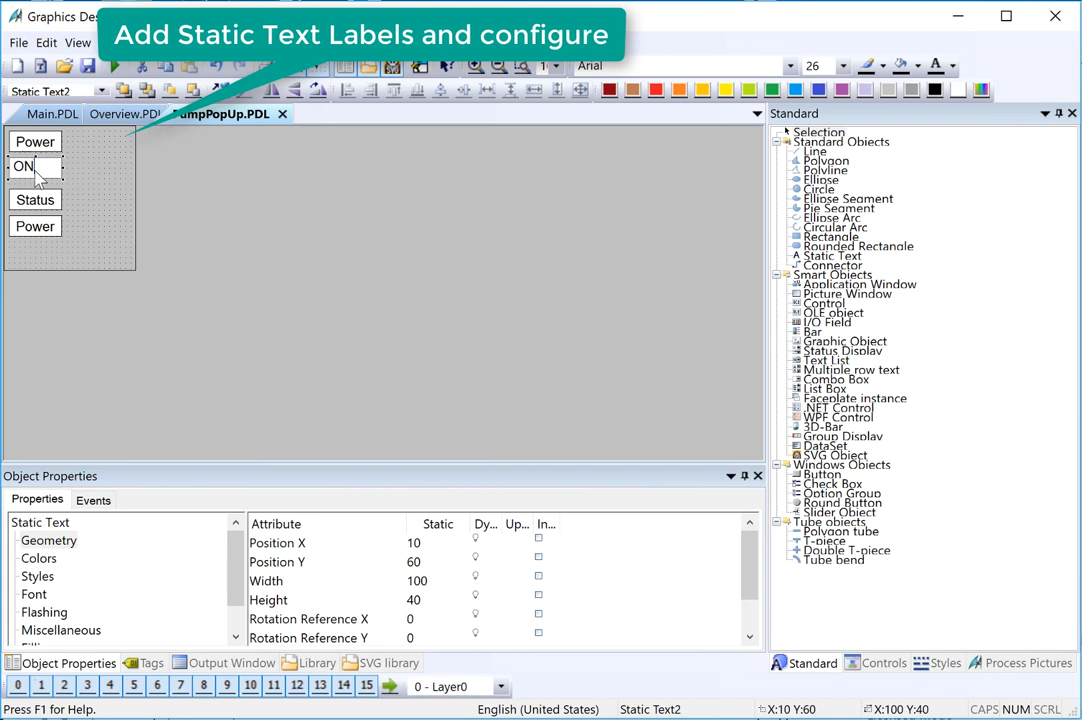 Graphics Des
Add Static Text Labels and configure
File Edit View
Arial
26
Static Text2
Main.PDL
Overview.PDL
PumpPopUp.PDL
Standard
Power
ON
Status
Power
Selection
Standard Objects
Line
Polygon
Polyline
Ellipse
Circle
Ellipse Segment
Pie Segment
Ellipse Arc
Circular Arc
Rectangle
Rounded Rectangle
Static Text
Connector
Smart Objects
Application Window
Picture Window
Control
OLE object
I/O Field
Bar
Graphic Object
Status Display
Text List
Multiple row text
Combo Box
List Box
Faceplate instance
.NET Control
WPF Control
3D-Bar
Group Display
DataSet
SVG Object
Windows Objects
Button
Check Box
Option Group
Round Button
Slider Object
Tube objects
Polygon tube
T-piece
Double T-piece
Tube bend
Object Properties
Properties Events
Static Text
Geometry
Colors
Styles
Font
Flashing
Miscellaneous
Attribute Static Dy... Up... In...
Position X 10
Position Y 60
Width 100
Height 40
Rotation Reference X 0
Rotation Reference Y 0
Object Properties Tags Output Window Library SVG library
Standard Controls Styles Process Pictures
0 1 2 3 4 5 6 7 8 9 10 11 12 13 14 15 0 - Layer0
Press F1 for Help. English (United States) Static Text2 X:10 Y:60 X:100 Y:40 CAPS NUM SCRL